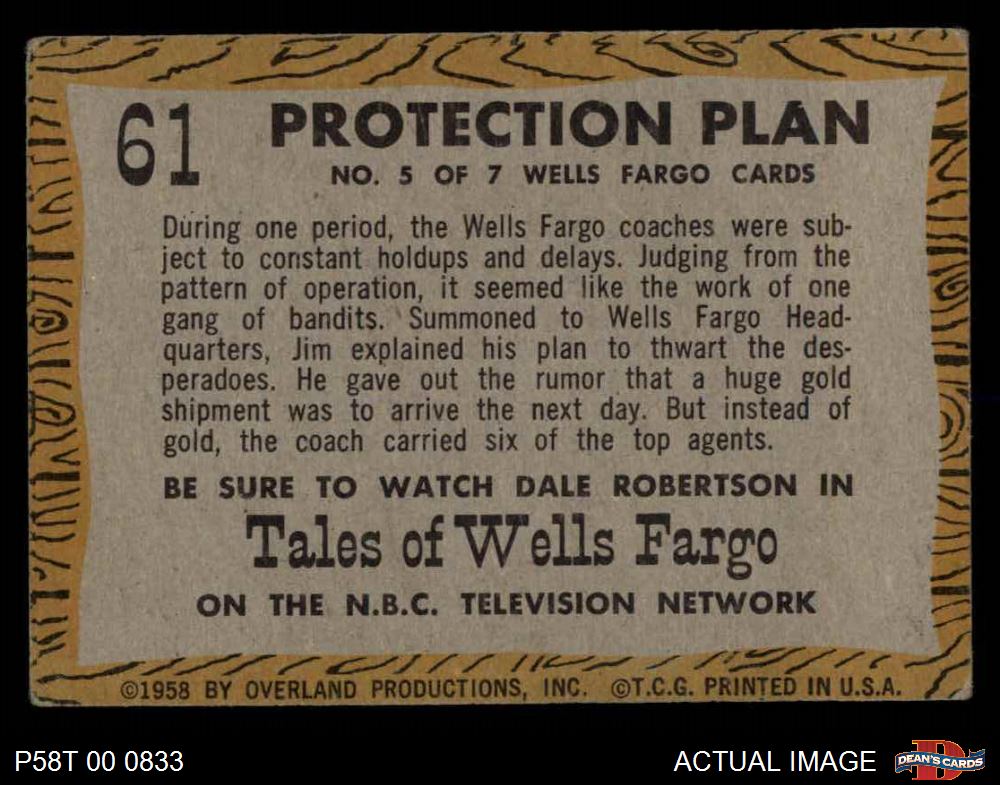 61
PROTECTION PLAN
NO. 5 OF 7 WELLS FARGO CARDS
During one period, the Wells Fargo coaches were sub-
ject to constant holdups and delays. Judging from the
pattern of operation, it seemed like the work of one
gang of bandits. Summoned to Wells Fargo Head-
quarters, Jim explained his plan to thwart the des-
peradoes. He gave out the rumor that a huge gold
shipment was to arrive the next day. But instead of
gold, the coach carried six of the top agents.
BE SURE TO WATCH DALE ROBERTSON IN
Tales of Wells Fargo
ON THE N.B.C. TELEVISION NETWORK
©1958 BY OVERLAND PRODUCTIONS, INC. ©T.C.G. PRINTED IN U.S.A.
P58T 00 0833
ACTUAL IMAGE
DEAN'S CARDS